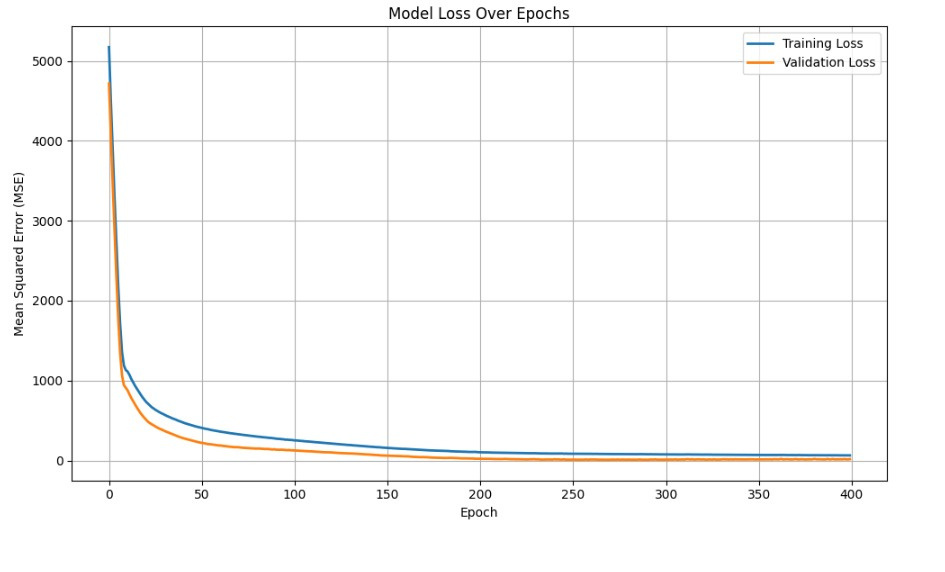 Model Loss Over Epochs
Training Loss
Validation Loss
Mean Squared Error (MSE)
5000
4000
3000
2000
1000
0
0 50 100 150 200 250 300 350 400
Epoch